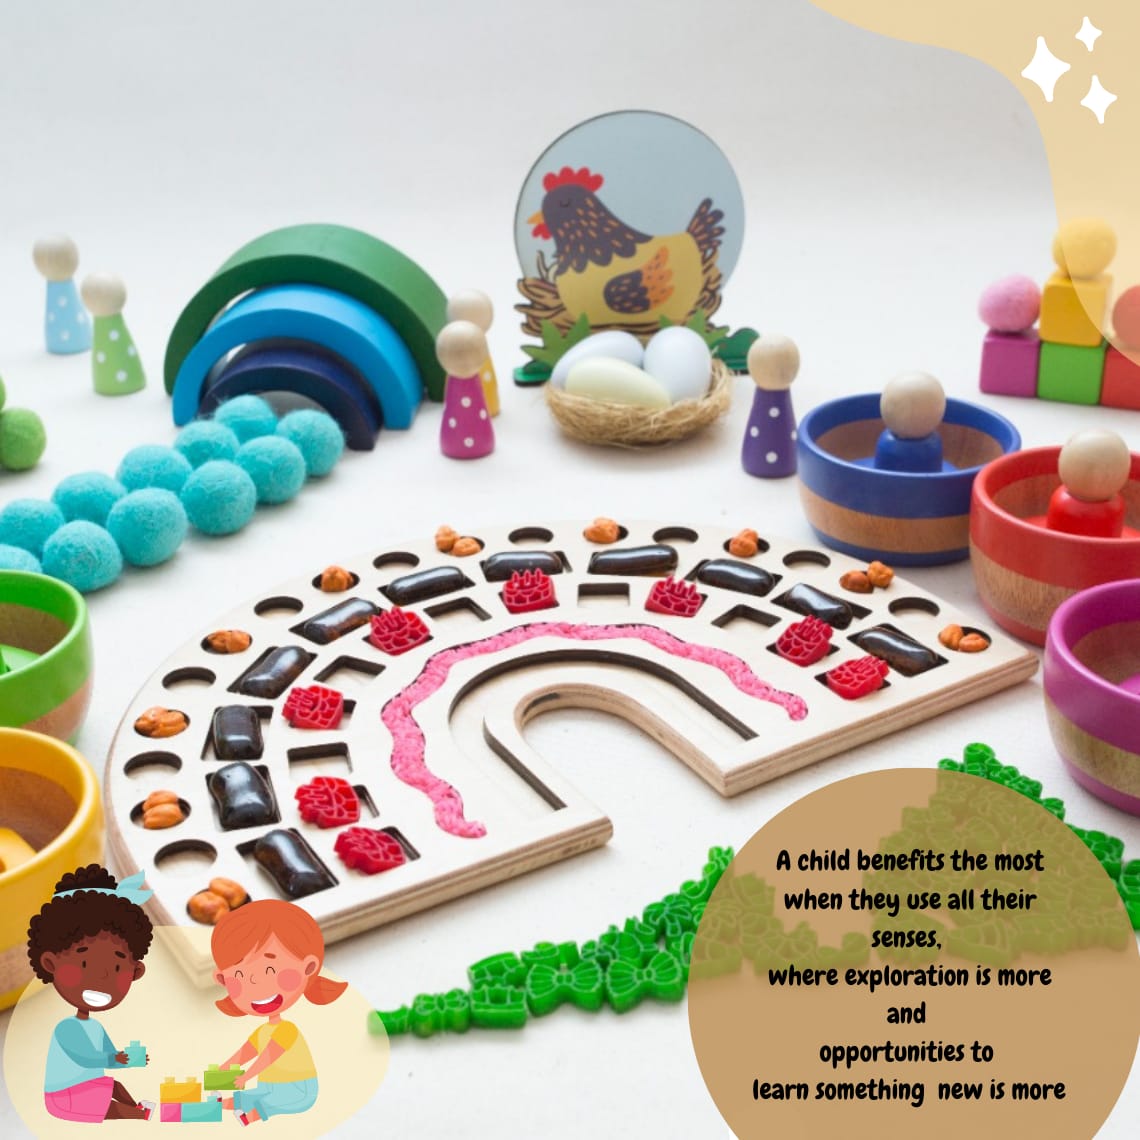 A child benefits the most
when they use all their
senses,
where exploration is more
and
opportunities to
learn something new is more